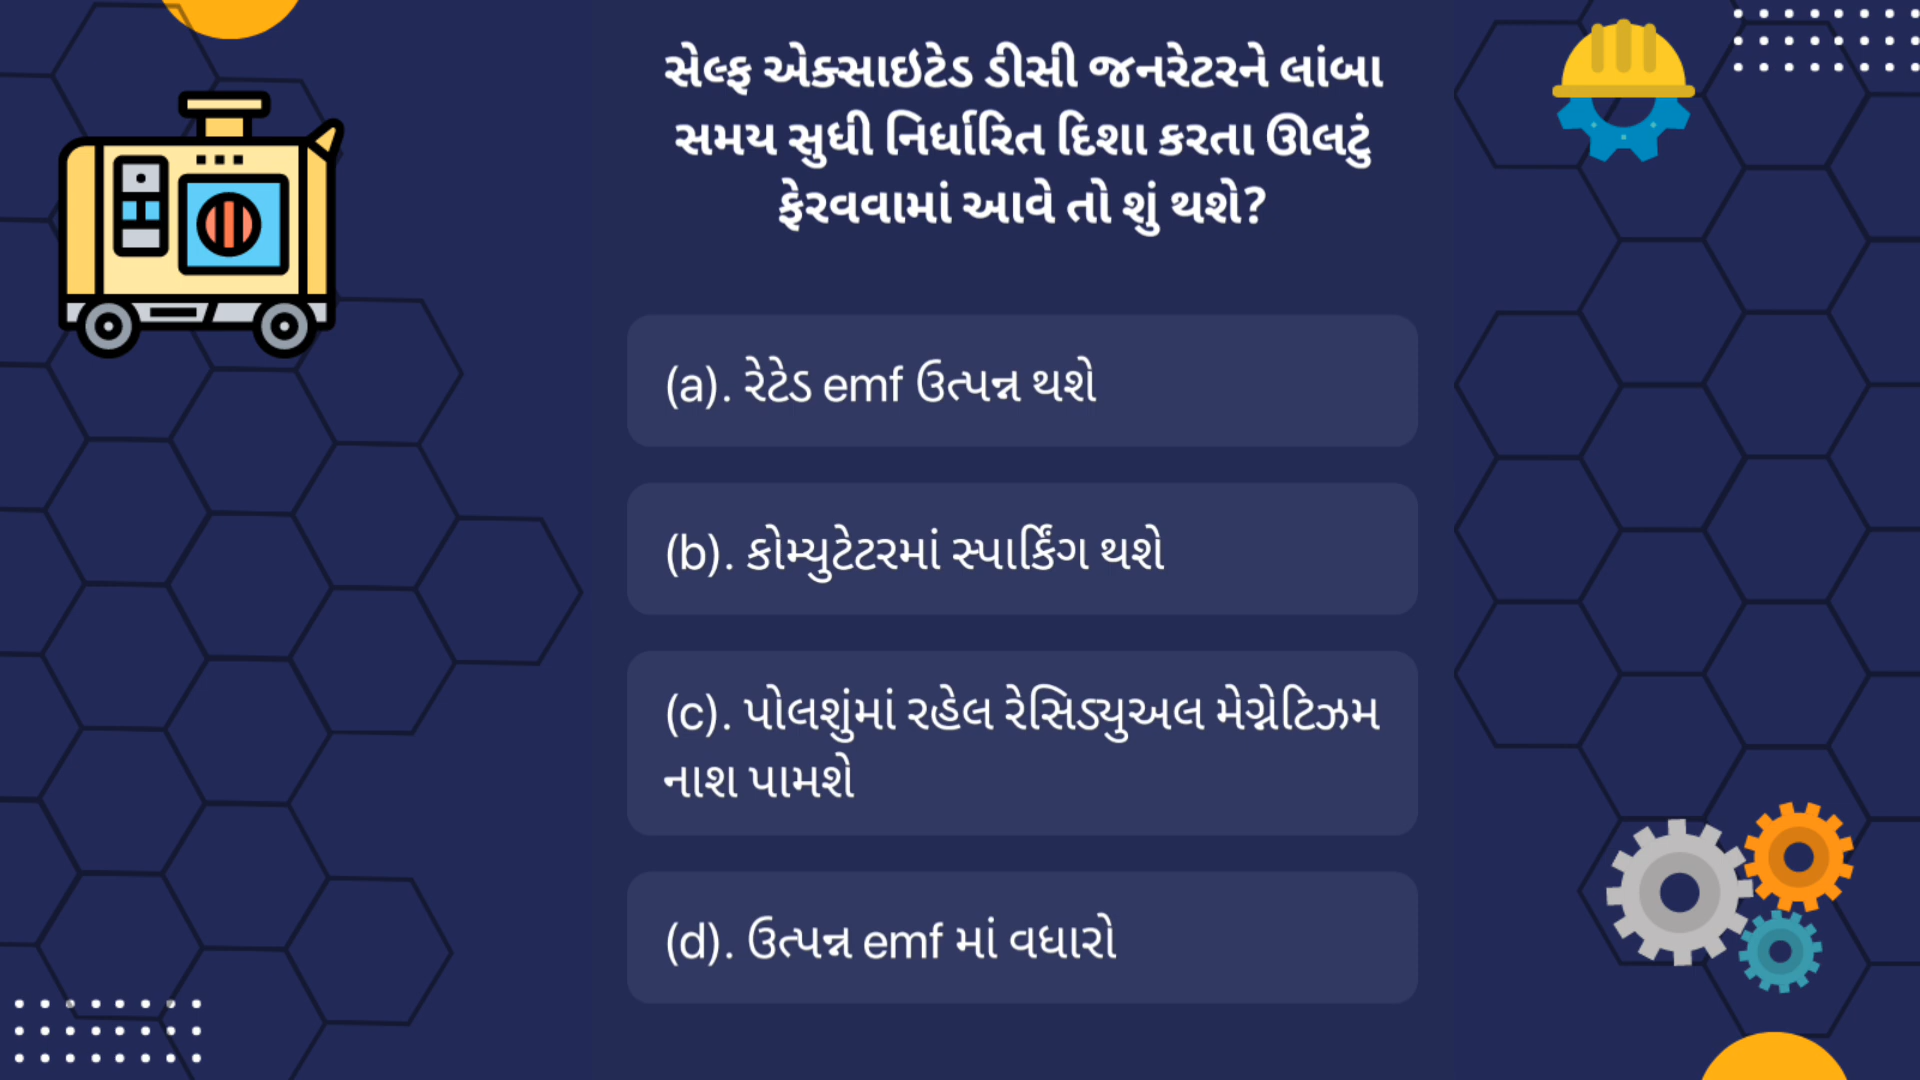 સેલ્ફ એક્સાઇટેડ ડીસી જનરેટરને લાંબા
સમય સુધી નિર્ધારિત દિશા કરતા ઊલટું
ફેરવવામાં આવે તો શું થશે?
(a). રેટેડ emf ઉત્પન્ન થશે
(b). કોમ્યુટેટરમાં સ્પાર્કિંગ થશે
(c). પોલશુંમાં રહેલ રેસિડ્યુઅલ મેગ્નેટિઝમ
નાશ પામશે
(d). ઉત્પન્ન emf માં વધારો